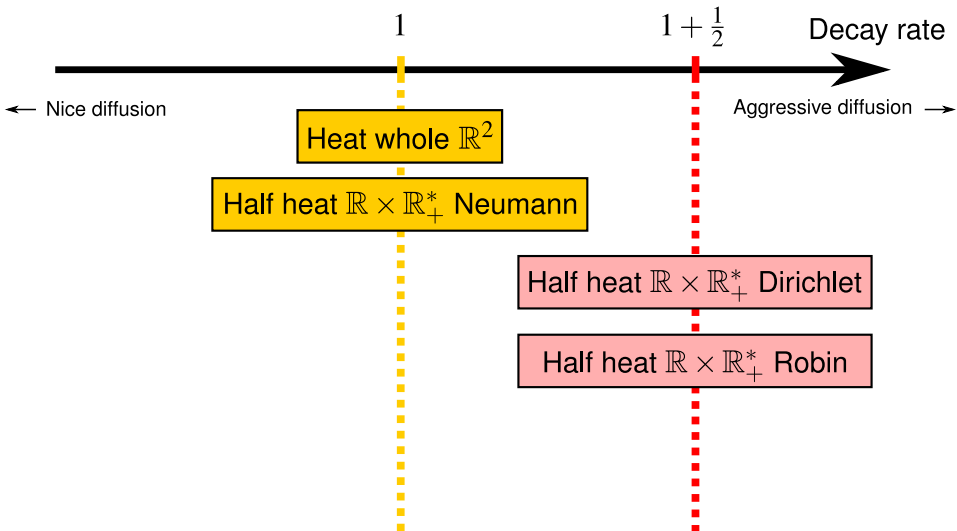 1
1 + 1/2
Decay rate
← Nice diffusion
Aggressive diffusion →
Heat whole ℝ²
Half heat ℝ × ℝ₊* Neumann
Half heat ℝ × ℝ₊* Dirichlet
Half heat ℝ × ℝ₊* Robin